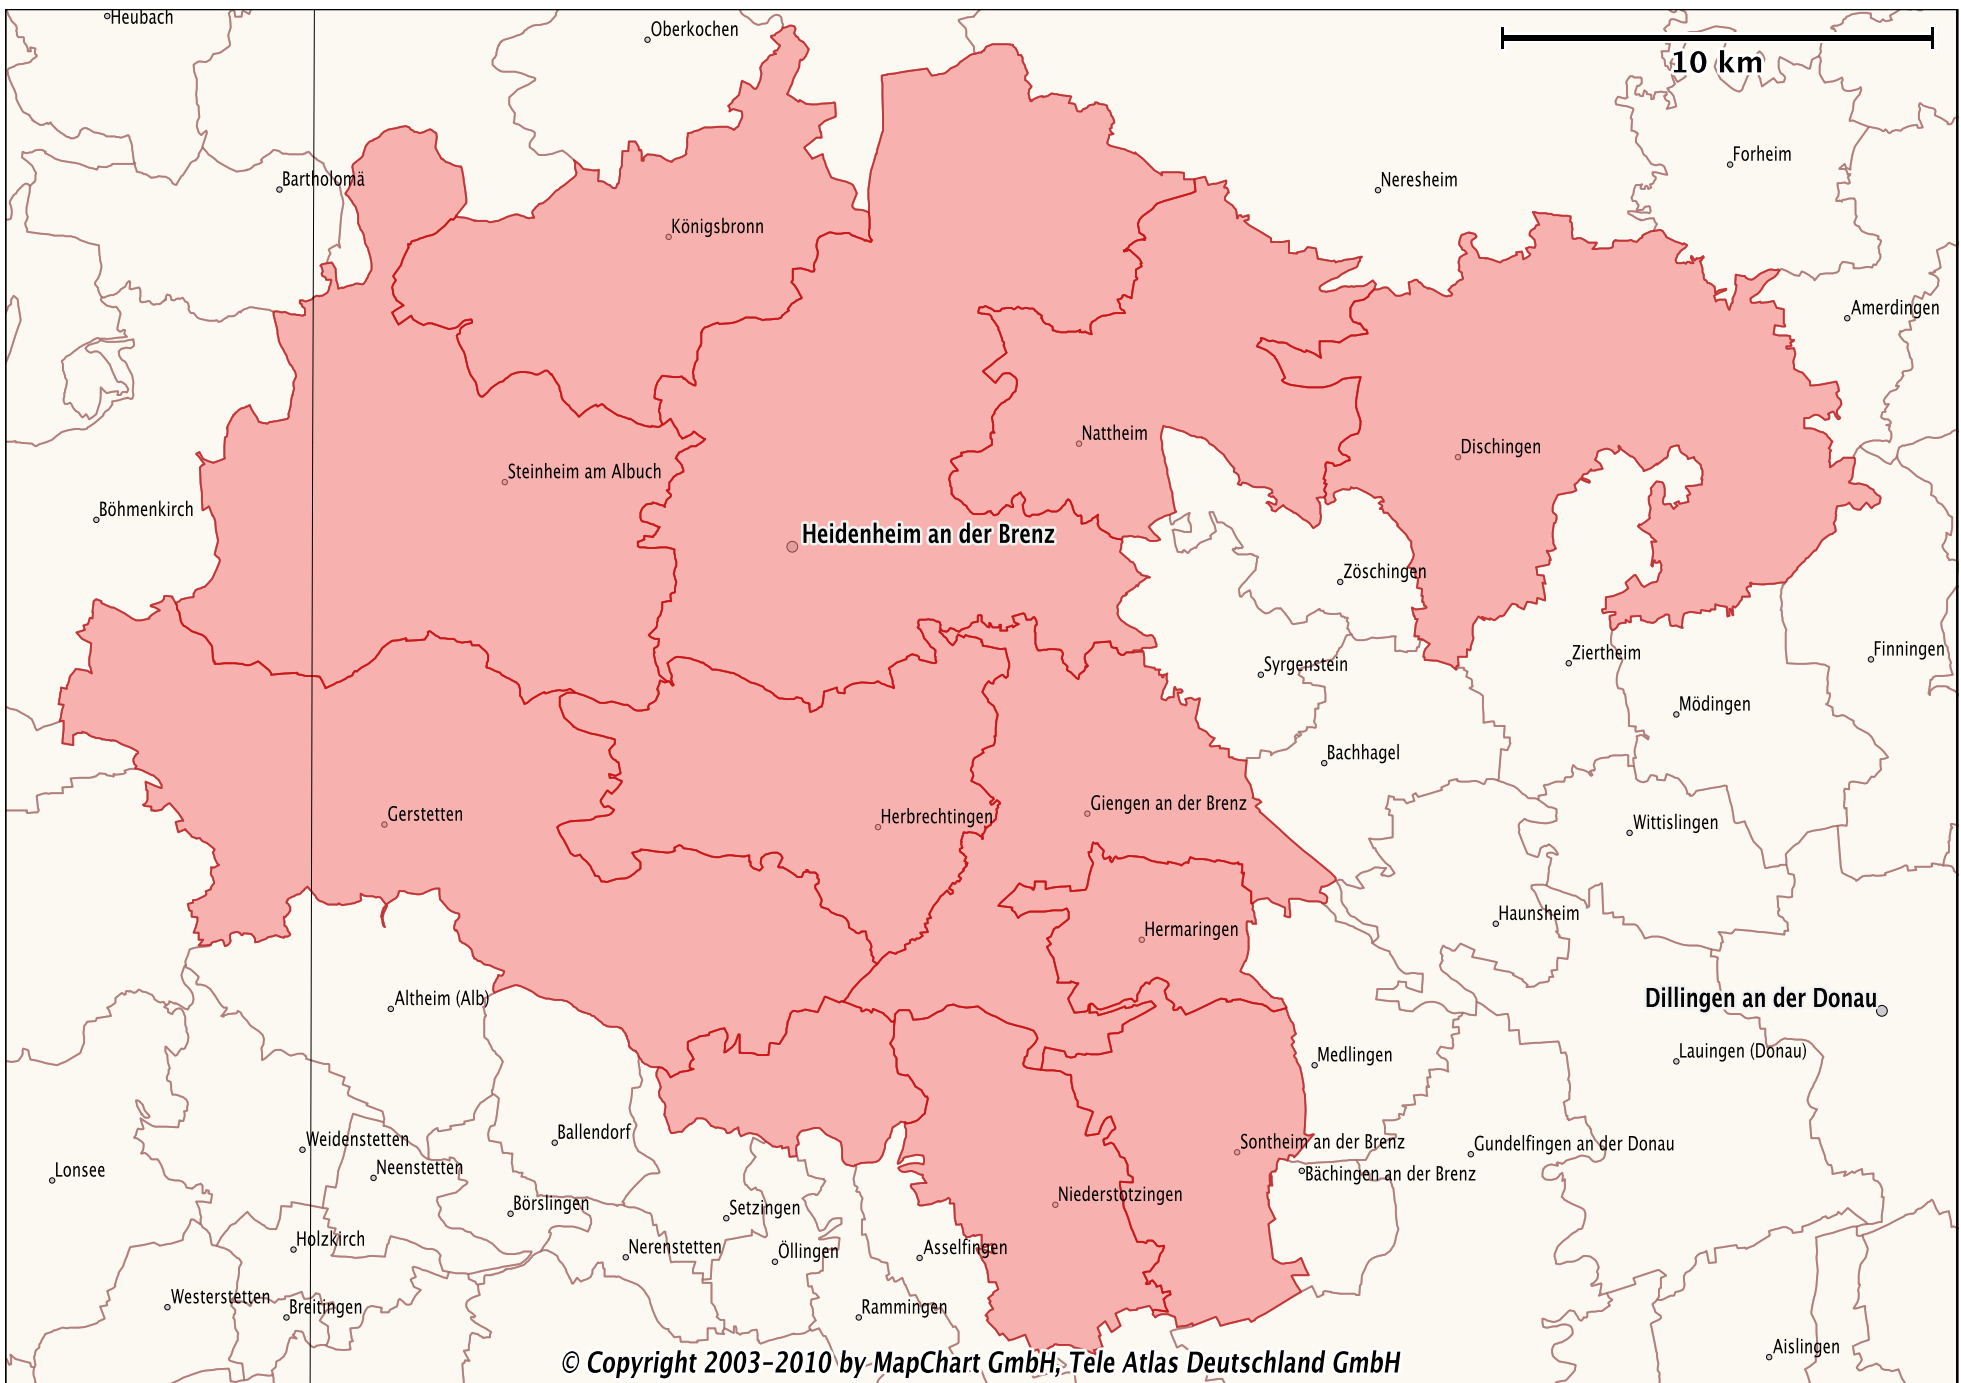 Heubach
Oberkochen
10 km
Forheim
Bartholomä
Neresheim
Königsbronn
Amerdingen
Nattheim
Dischingen
Steinheim am Albuch
Böhmenkirch
Heidenheim an der Brenz
Zöschingen
Finningen
Ziertheim
Syrgenstein
Mödingen
Bachhagel
Giengen an der Brenz
Gerstetten
Herbrechtingen
Wittislingen
Haunsheim
Hermaringen
Altheim (Alb)
Dillingen an der Donau
Medlingen
Lauingen (Donau)
Ballendorf
Weidenstetten
Sontheim an der Brenz
Gundelfingen an der Donau
Lonsee
Neenstetten
Bächingen an der Brenz
Niederstotzingen
Börslingen
Setzingen
Holzkirch
Nerenstetten
Öllingen
Asselfingen
Westerstetten
Breitingen
Rammingen
Aislingen
© Copyright 2003-2010 by MapChart GmbH, Tele Atlas Deutschland GmbH